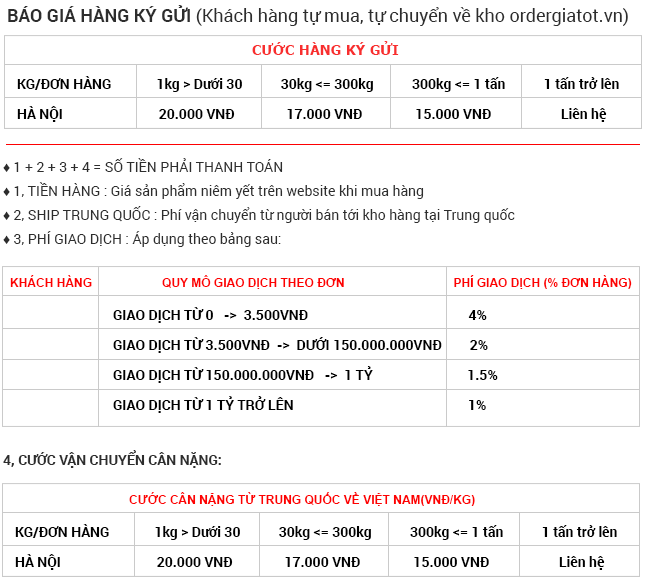 BÁO GIÁ HÀNG KÝ GỬI (Khách hàng tự mua, tự chuyển về kho ordergiatot.vn)
CƯỚC HÀNG KÝ GỬI
KG/ĐƠN HÀNG 1kg > Dưới 30 30kg <= 300kg 300kg <= 1 tấn 1 tấn trở lên
HÀ NỘI 20.000 VNĐ 17.000 VNĐ 15.000 VNĐ Liên hệ
♦ 1 + 2 + 3 + 4 = SỐ TIỀN PHẢI THANH TOÁN
♦ 1, TIỀN HÀNG : Giá sản phẩm niêm yết trên website khi mua hàng
♦ 2, SHIP TRUNG QUỐC : Phí vận chuyển từ người bán tới kho hàng tại Trung quốc
♦ 3, PHÍ GIAO DỊCH : Áp dụng theo bảng sau:
KHÁCH HÀNG QUY MÔ GIAO DỊCH THEO ĐƠN PHÍ GIAO DỊCH (% ĐƠN HÀNG)
GIAO DỊCH TỪ 0 -> 3.500VNĐ 4%
GIAO DỊCH TỪ 3.500VNĐ -> DƯỚI 150.000.000VNĐ 2%
GIAO DỊCH TỪ 150.000.000VNĐ -> 1 TỶ 1.5%
GIAO DỊCH TỪ 1 TỶ TRỞ LÊN 1%
4, CƯỚC VẬN CHUYỂN CÂN NẶNG:
CƯỚC CÂN NẶNG TỪ TRUNG QUỐC VỀ VIỆT NAM(VNĐ/KG)
KG/ĐƠN HÀNG 1kg > Dưới 30 30kg <= 300kg 300kg <= 1 tấn 1 tấn trở lên
HÀ NỘI 20.000 VNĐ 17.000 VNĐ 15.000 VNĐ Liên hệ